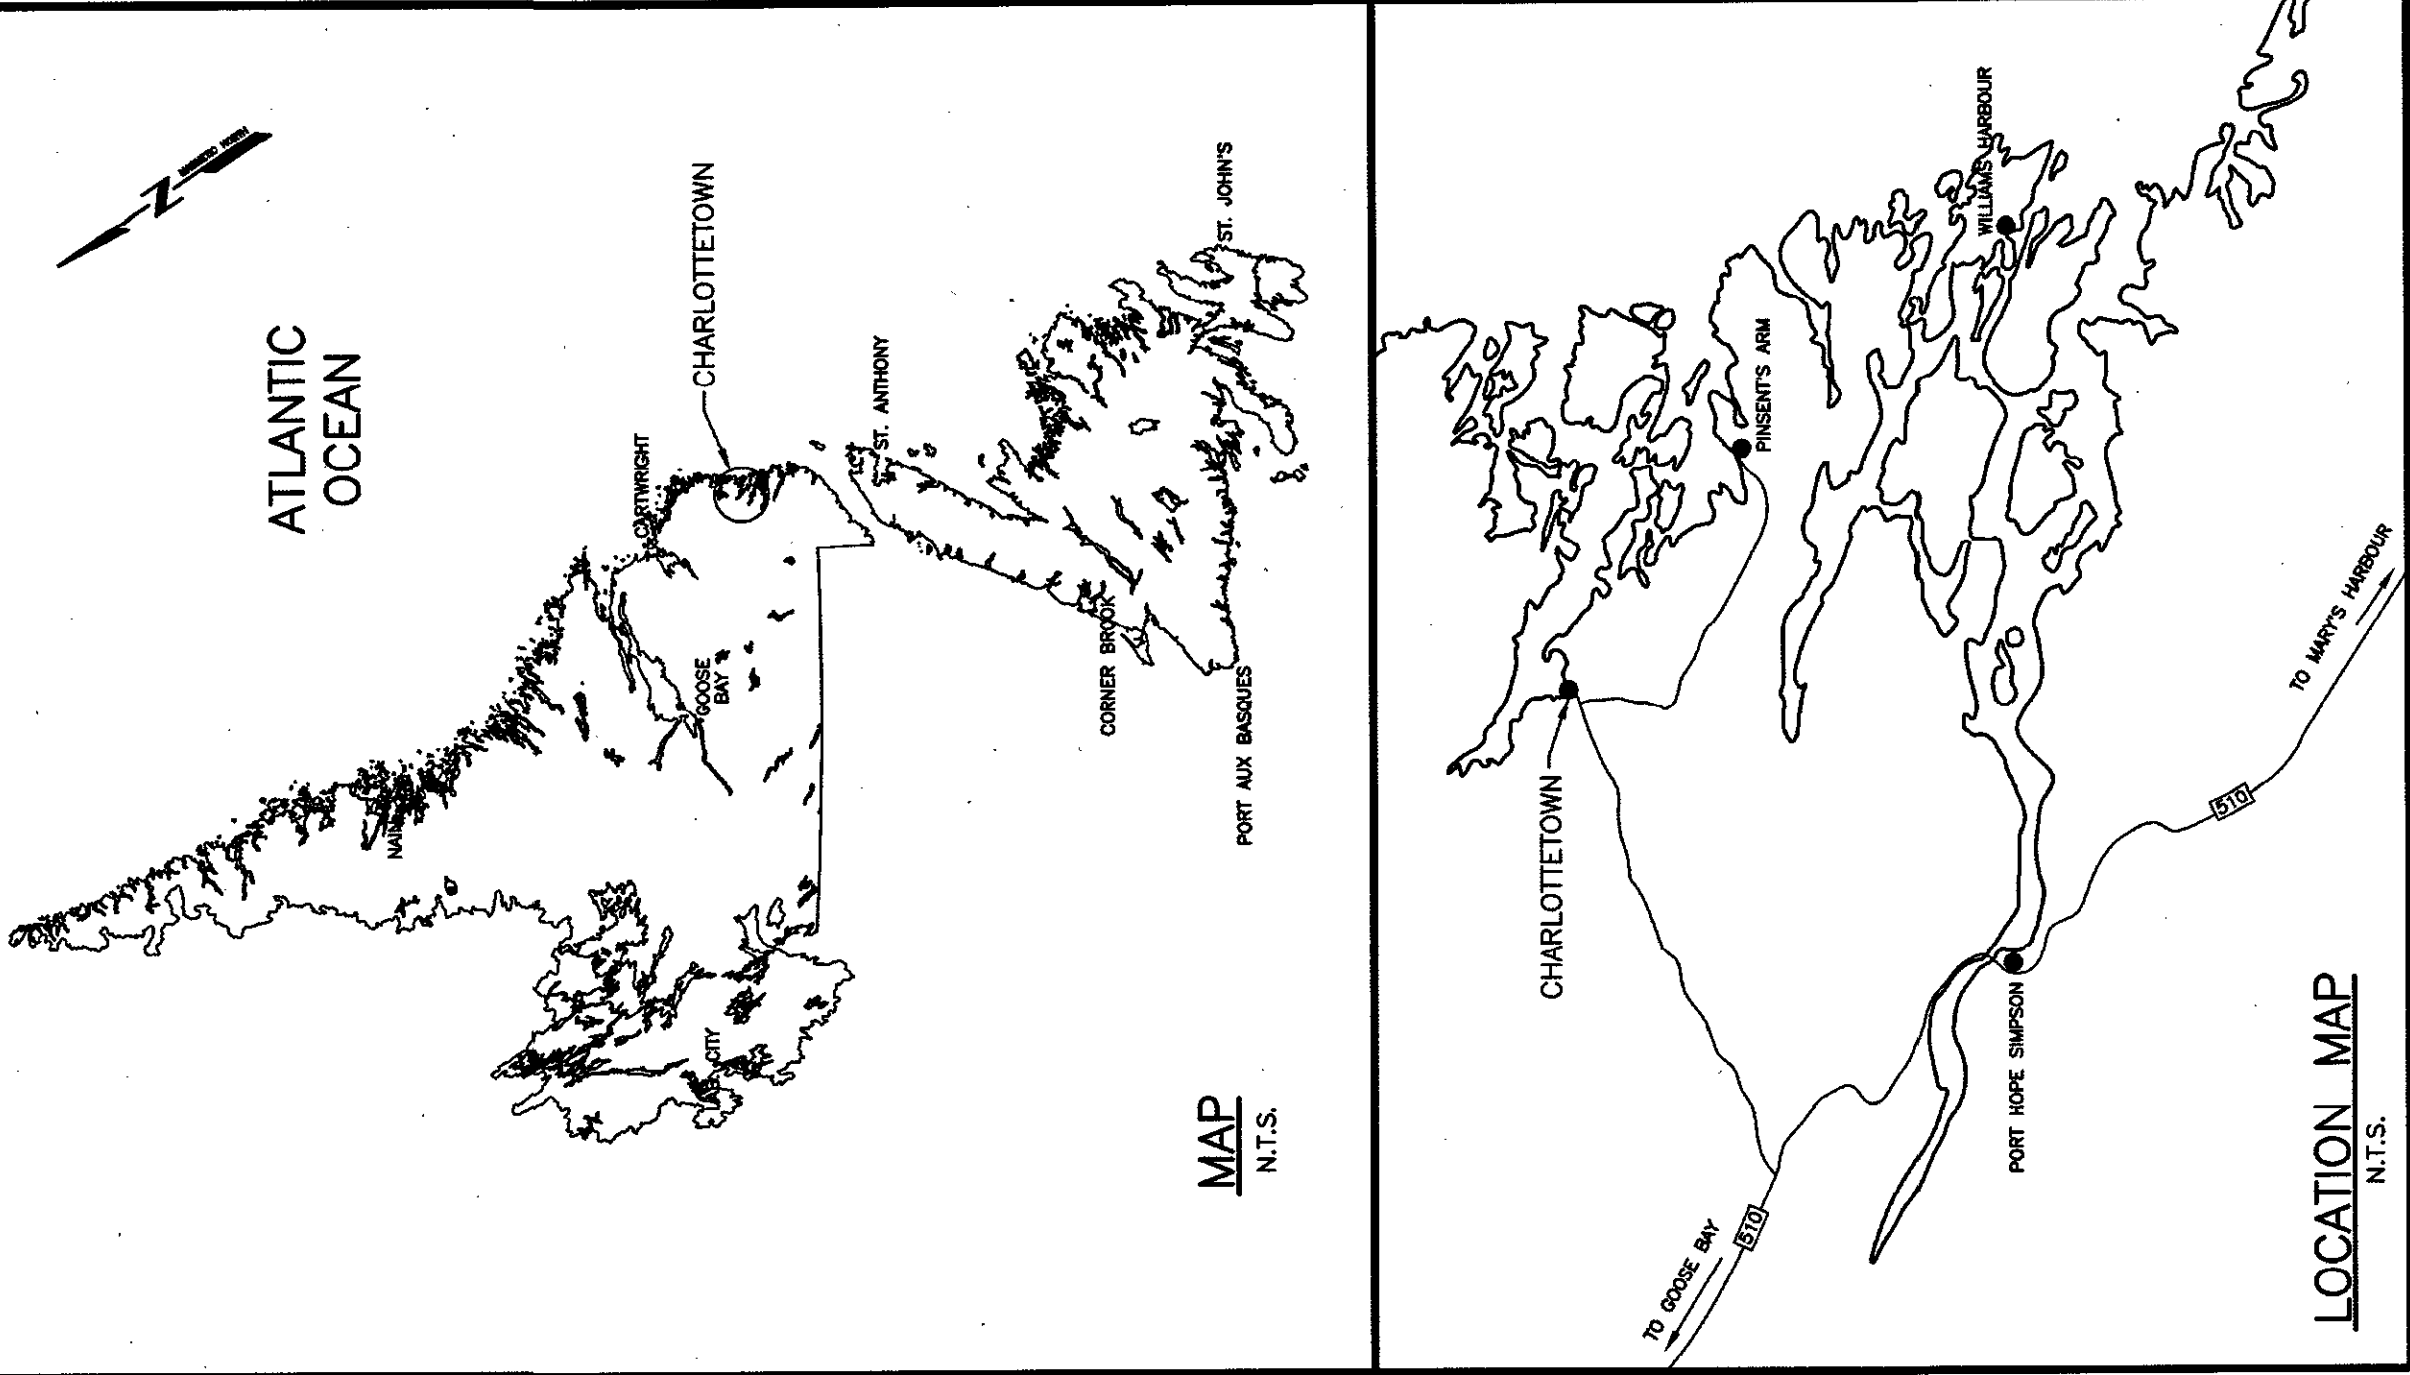 ATLANTIC
OCEAN
CHARLOTTETOWN
CARTWRIGHT
ST. ANTHONY
ST. JOHN'S
GOOSE
BAY
NAIN
CORNER BROOK
PORT AUX BASQUES
CITY
MAP
N.T.S.
WILLIAMS HARBOUR
PINSENT'S ARM
CHARLOTTETOWN
TO MARY'S HARBOUR
510
PORT HOPE SIMPSON
510
TO GOOSE BAY
LOCATION MAP
N.T.S.